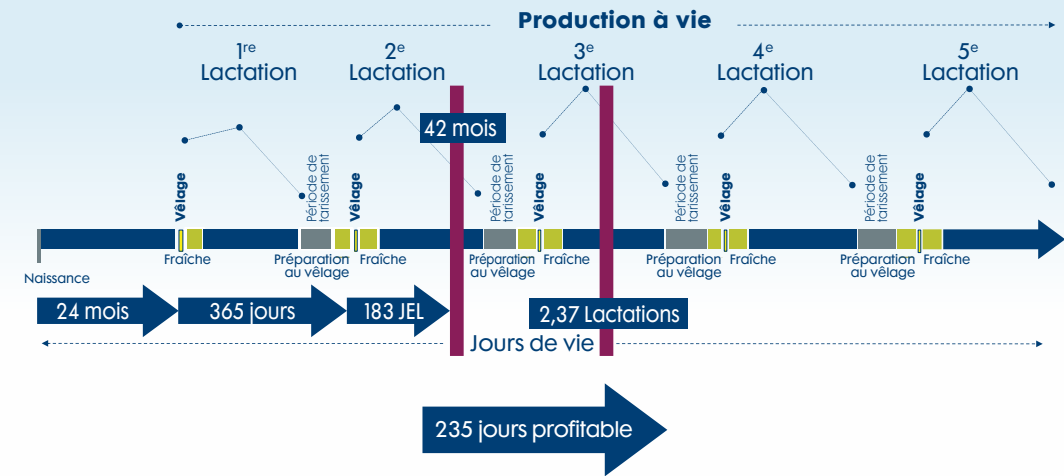 Production à vie
1re
Lactation
2e
Lactation
3e
Lactation
4e
Lactation
5e
Lactation
42 mois
Vêlage
Période de
tarissement
Vêlage
Période de
tarissement
Vêlage
Période de
tarissement
Vêlage
Période de
tarissement
Vêlage
Naissance
Fraîche
Préparation
au vêlage
Fraîche
Préparation
au vêlage
Fraîche
Préparation
au vêlage
Fraîche
Préparation
au vêlage
Fraîche
24 mois
365 jours
183 JEL
2,37 Lactations
Jours de vie
235 jours profitable